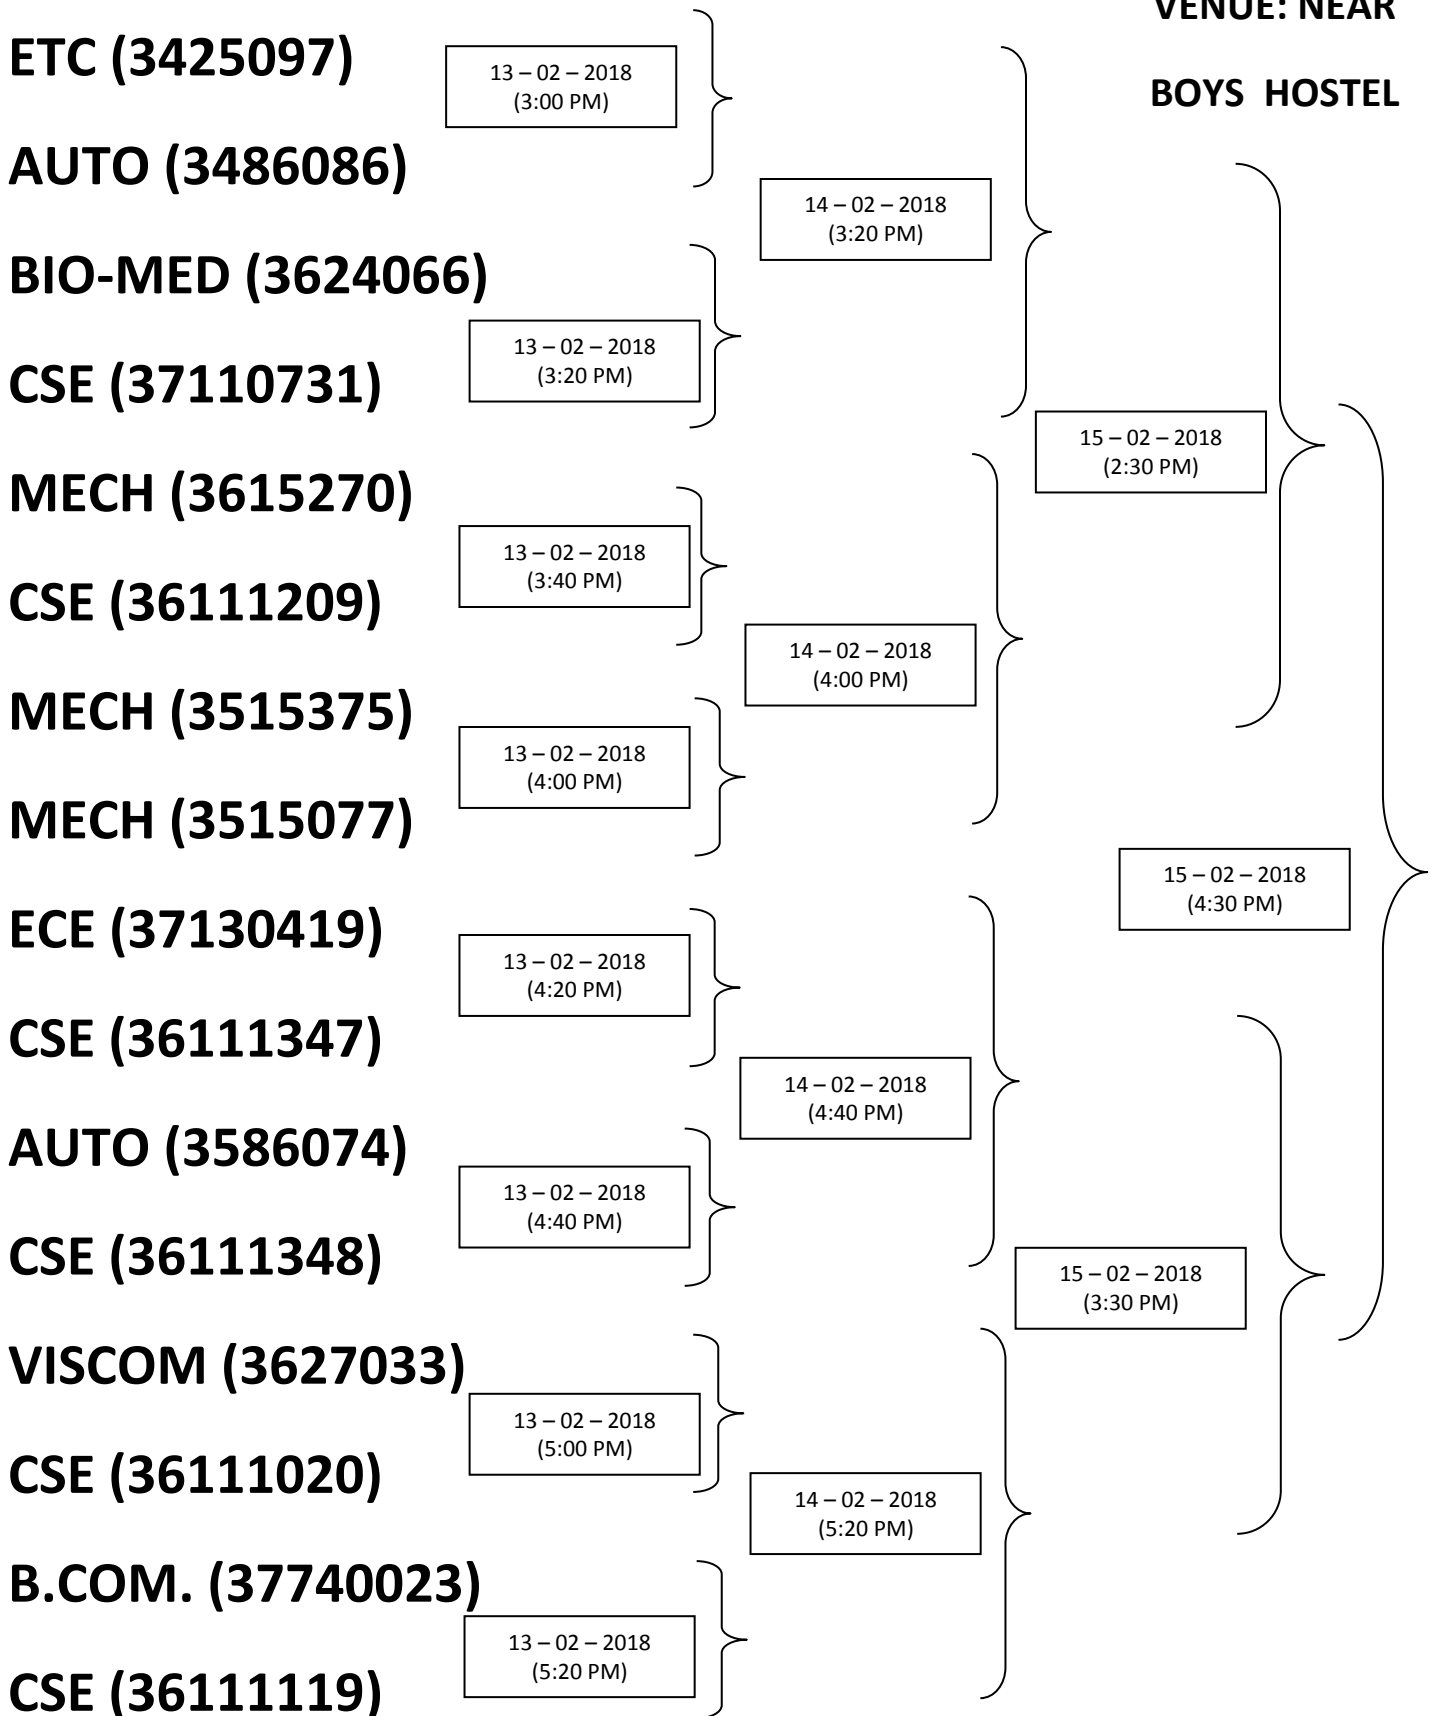 VENUE: NEAR
BOYS HOSTEL
ETC (3425097)
13 – 02 – 2018
(3:00 PM)
AUTO (3486086)
14 – 02 – 2018
(3:20 PM)
BIO-MED (3624066)
13 – 02 – 2018
(3:20 PM)
CSE (37110731)
15 – 02 – 2018
(2:30 PM)
MECH (3615270)
13 – 02 – 2018
(3:40 PM)
CSE (36111209)
14 – 02 – 2018
(4:00 PM)
MECH (3515375)
13 – 02 – 2018
(4:00 PM)
MECH (3515077)
15 – 02 – 2018
(4:30 PM)
ECE (37130419)
13 – 02 – 2018
(4:20 PM)
CSE (36111347)
14 – 02 – 2018
(4:40 PM)
AUTO (3586074)
13 – 02 – 2018
(4:40 PM)
CSE (36111348)
15 – 02 – 2018
(3:30 PM)
VISCOM (3627033)
13 – 02 – 2018
(5:00 PM)
CSE (36111020)
14 – 02 – 2018
(5:20 PM)
B.COM. (37740023)
13 – 02 – 2018
(5:20 PM)
CSE (36111119)